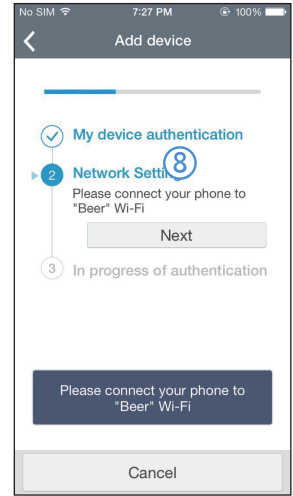 No SIM 7:27 PM 100%
Add device
My device authentication
2 Network Setting
8
Please connect your phone to
"Beer" Wi-Fi
Next
3 In progress of authentication
Please connect your phone to
"Beer" Wi-Fi
Cancel